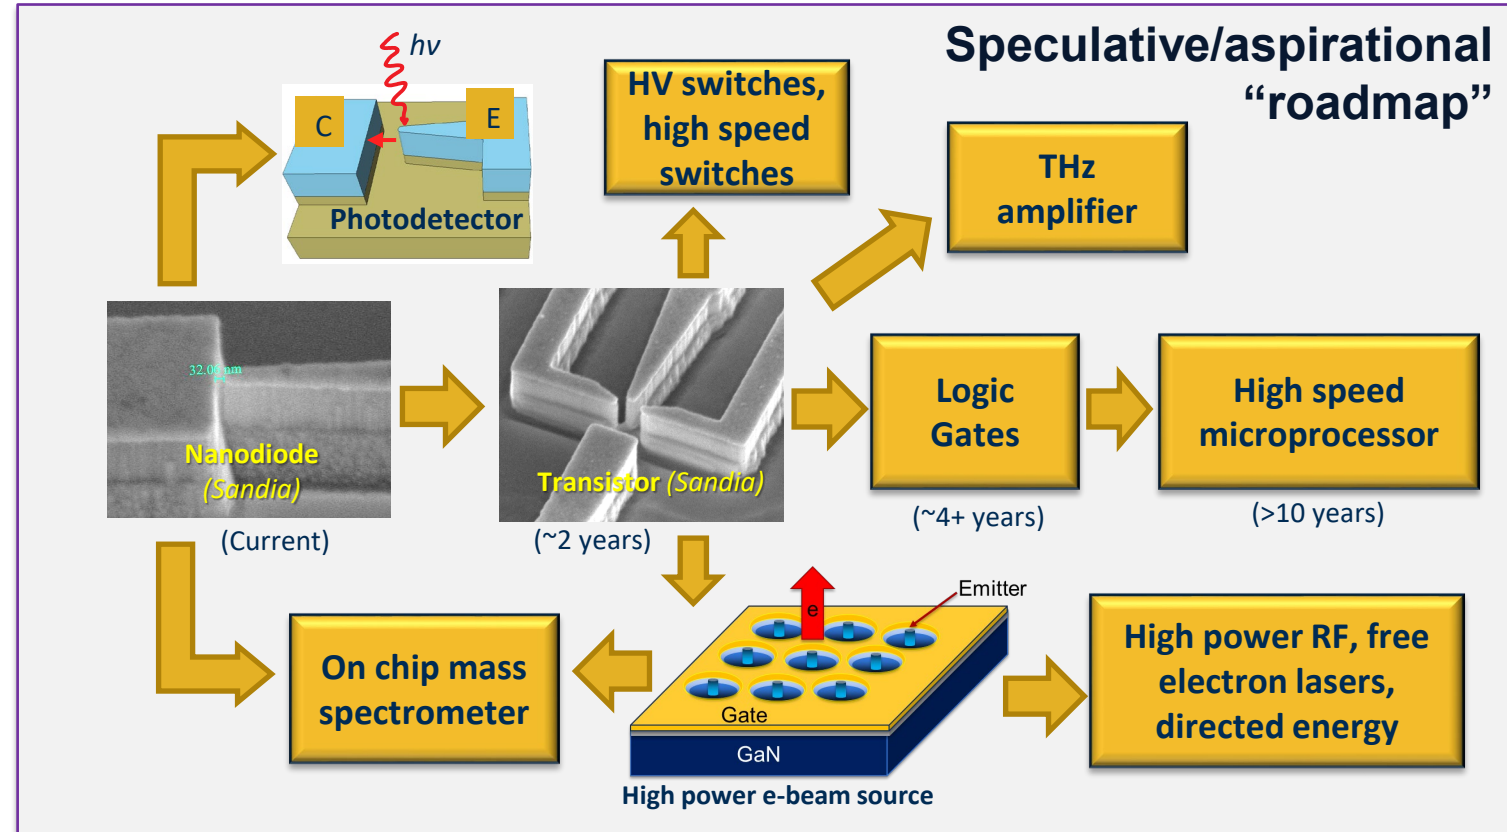 Speculative/aspirational
“roadmap”
hν
C
E
Photodetector
HV switches,
high speed
switches
THz
amplifier
32.06 nm
Nanodiode
(Sandia)
(Current)
Transistor (Sandia)
(~2 years)
Logic
Gates
(~4+ years)
High speed
microprocessor
(>10 years)
On chip mass
spectrometer
e
Emitter
Gate
GaN
High power e-beam source
High power RF, free
electron lasers,
directed energy